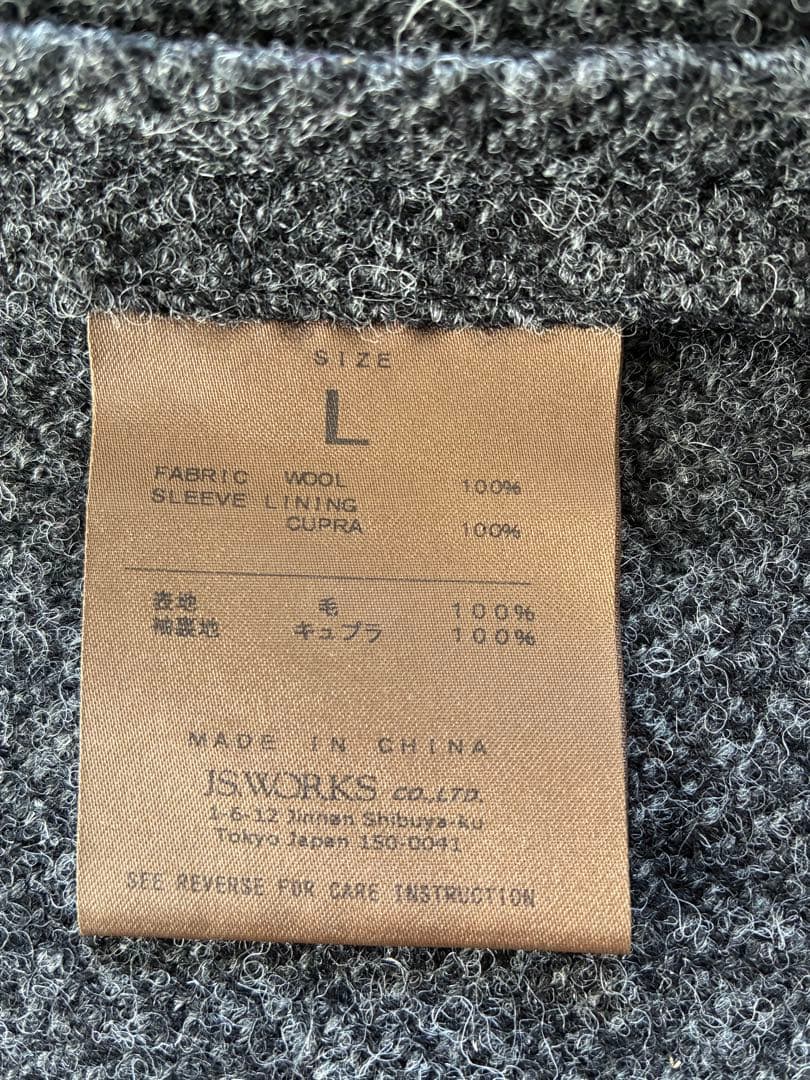 SIZE
L
FABRIC WOOL 100%
SLEEVE LINING
CUPRA 100%
表地 毛 100%
袖裏地 キュプラ 100%
MADE IN CHINA
JS.WORKS CO.,LTD.
1-6-12 Jinnan Shibuya-ku
Tokyo Japan 150-0041
SEE REVERSE FOR CARE INSTRUCTION